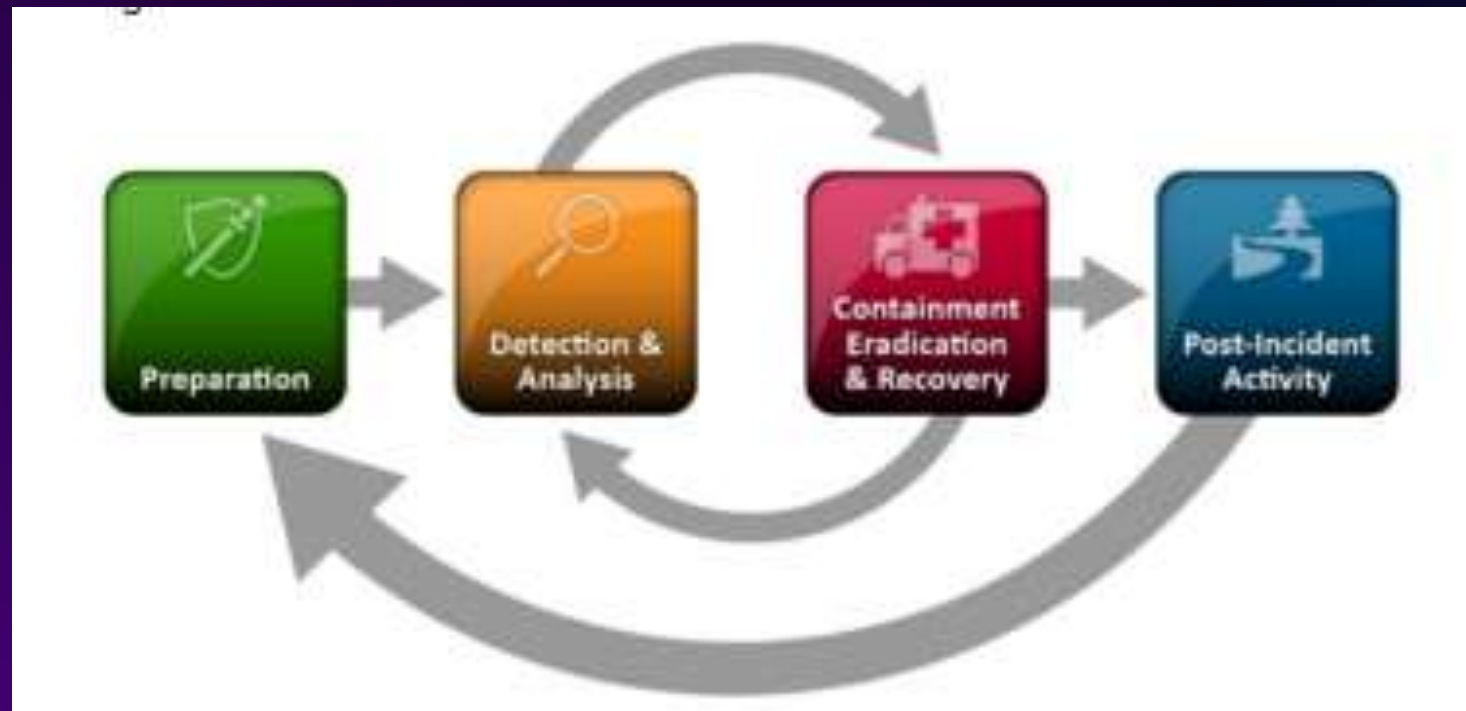 Preparation
Detection &
Analysis
Containment
Eradication
& Recovery
Post-Incident
Activity